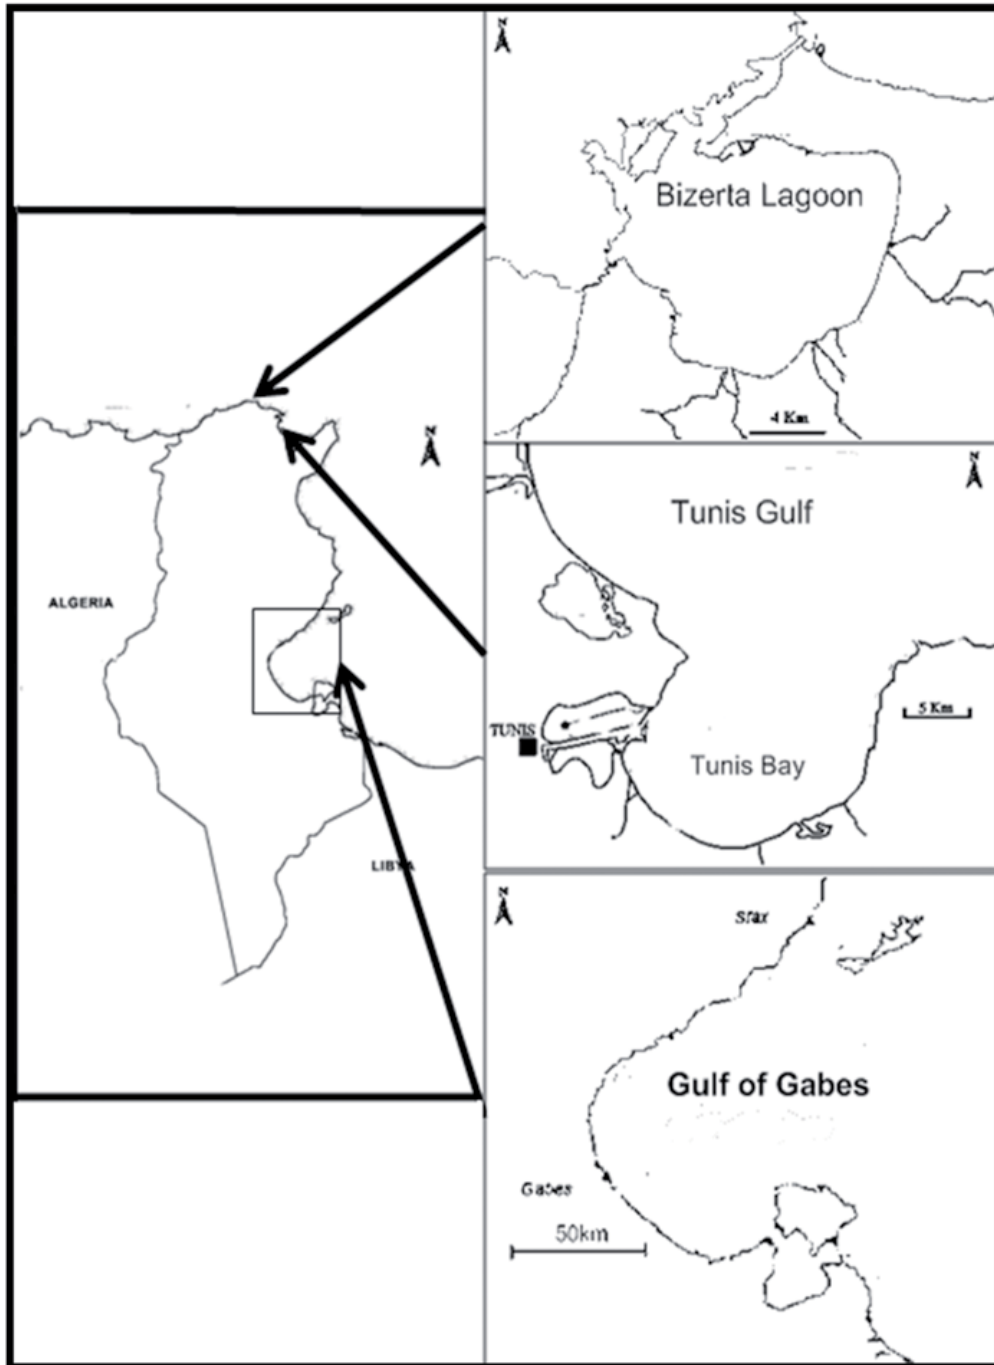 N
ALGERIA
LIBYA
N
Bizerta Lagoon
4 Km
N
Tunis Gulf
5 Km
TUNIS
Tunis Bay
N
Sfax
Gulf of Gabes
Gabes
50km